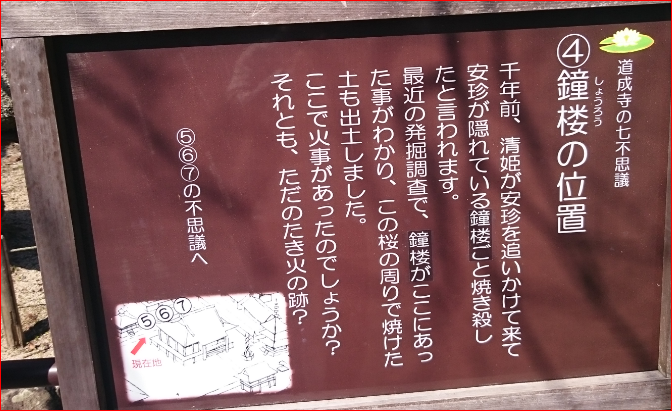 道成寺の七不思議
④鐘楼の位置
しょうろう
千年前、清姫が安珍を追いかけて来て
安珍が隠れている鐘楼ごと焼き殺し
たと言われます。
最近の発掘調査で、鐘楼がここにあっ
た事がわかり、この桜の周りで焼けた
土も出土しました。
ここで火事があったのでしょうか?
それとも、ただのたき火の跡?
⑤⑥⑦の不思議へ
⑤⑥⑦
現在地